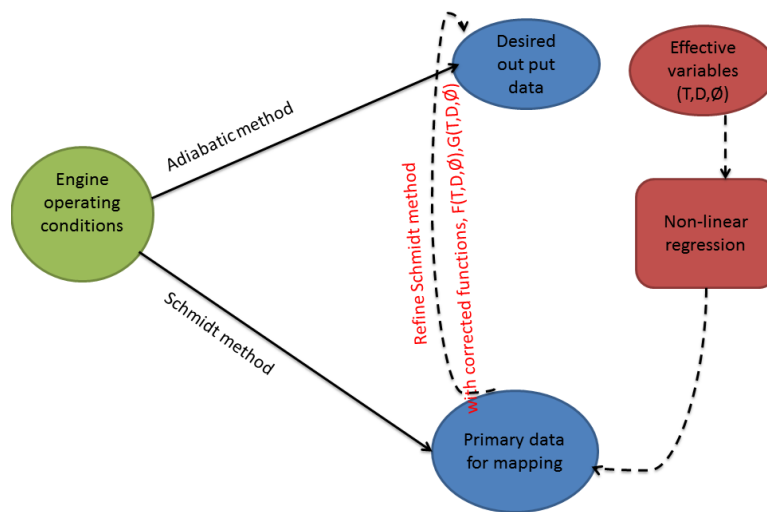 Desired out put
data
Effective
variables
(T,D,Ø)
Adiabatic method
Engine
operating
conditions
Refine Schmidt method
with corrected functions, F(T,D,Ø),G(T,D,Ø)
Non-linear
regression
Schmidt method
Primary data
for mapping